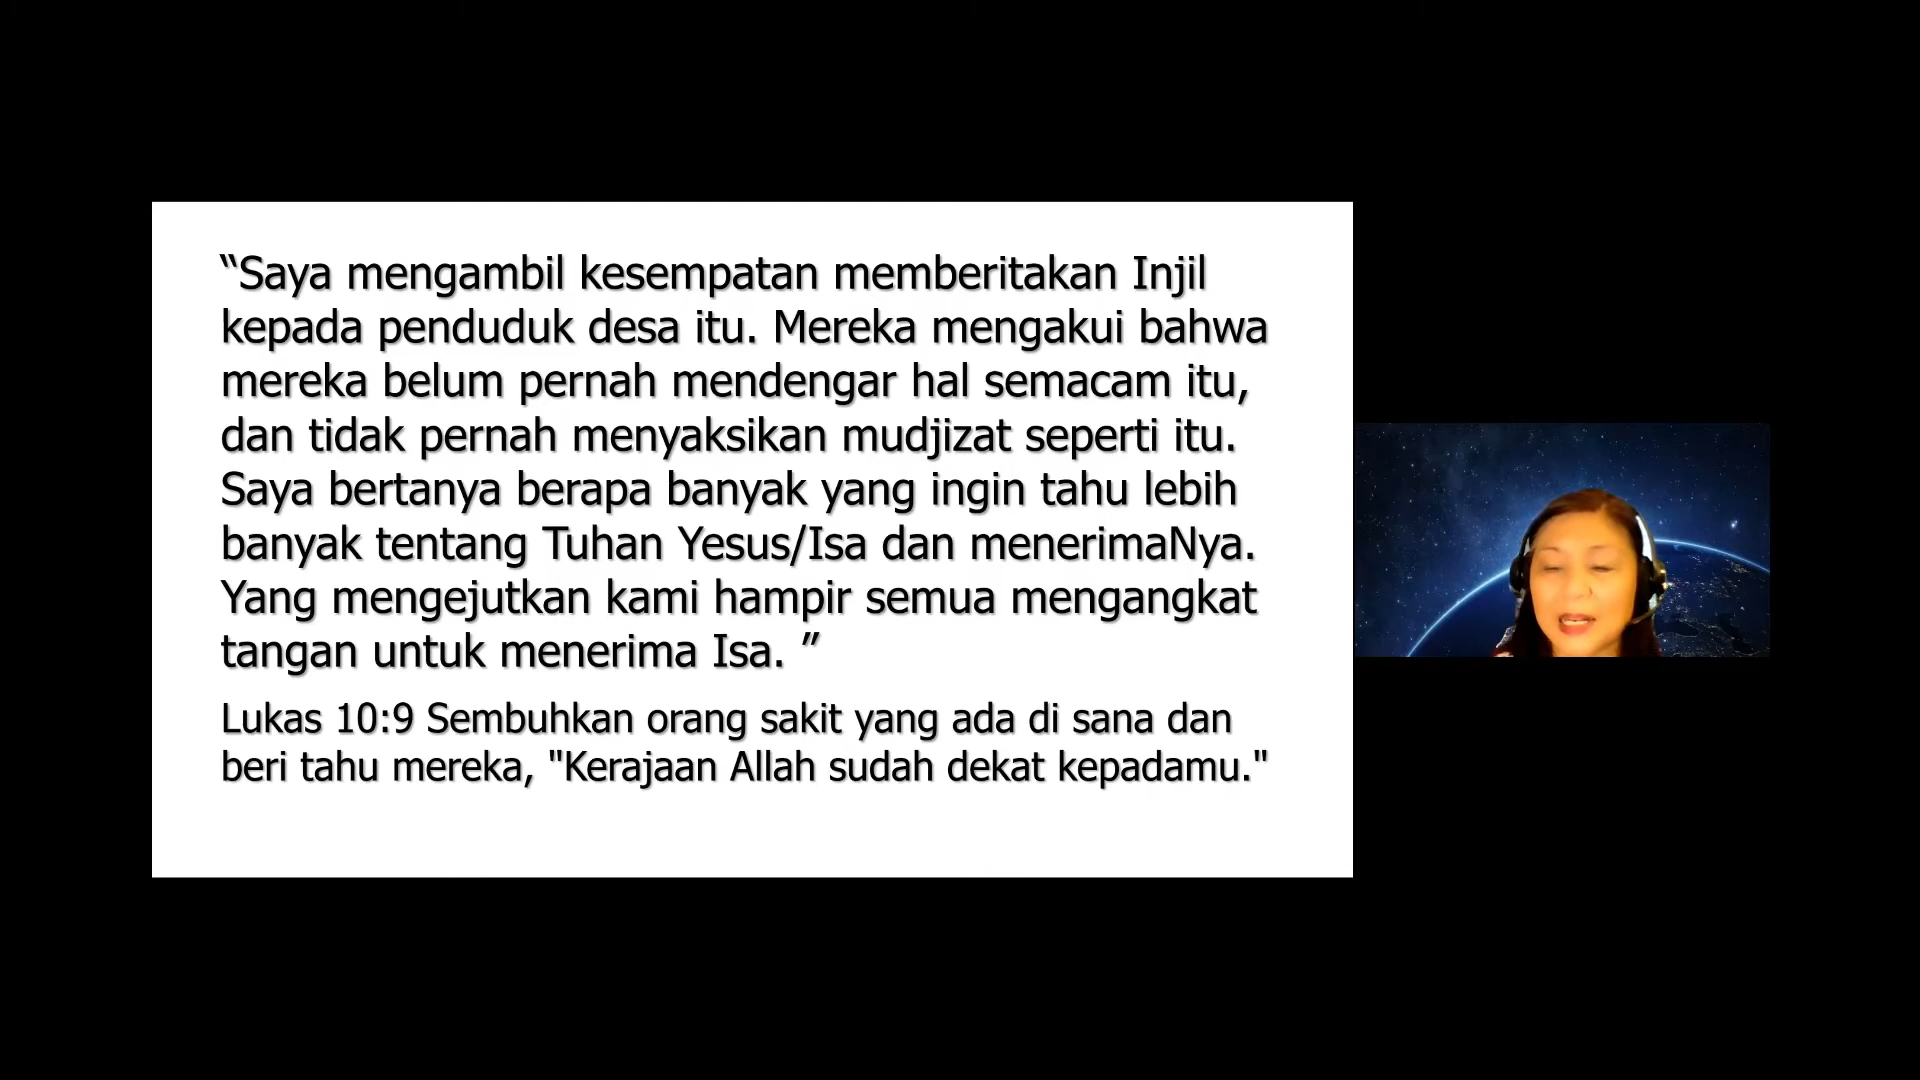 “Saya mengambil kesempatan memberitakan Injil
kepada penduduk desa itu. Mereka mengakui bahwa
mereka belum pernah mendengar hal semacam itu,
dan tidak pernah menyaksikan mudjizat seperti itu.
Saya bertanya berapa banyak yang ingin tahu lebih
banyak tentang Tuhan Yesus/Isa dan menerimaNya.
Yang mengejutkan kami hampir semua mengangkat
tangan untuk menerima Isa. ”
Lukas 10:9 Sembuhkan orang sakit yang ada di sana dan
beri tahu mereka, "Kerajaan Allah sudah dekat kepadamu."